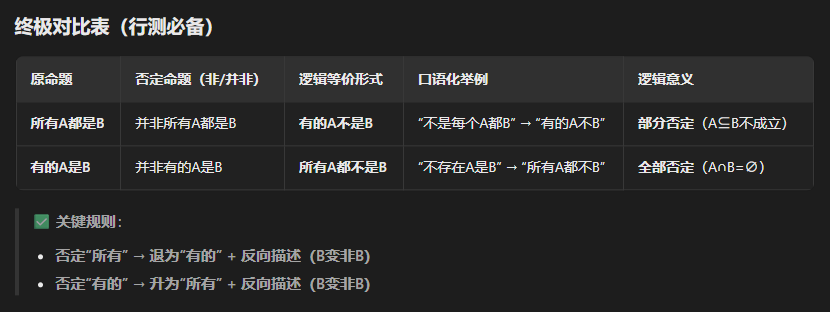 终极对比表（行测必备）
原命题 否定命题（非/并非） 逻辑等价形式 口语化举例 逻辑意义
所有A都是B 并非所有A都是B 有的A不是B “不是每个A都B” → “有的A不B” 部分否定（A⊆B不成立）
有的A是B 并非有的A是B 所有A都不是B “不存在A是B” → “所有A都不B” 全部否定（A∩B=∅）
✅ 关键规则：
• 否定“所有” → 退为“有的” + 反向描述（B变非B）
• 否定“有的” → 升为“所有” + 反向描述（B变非B）